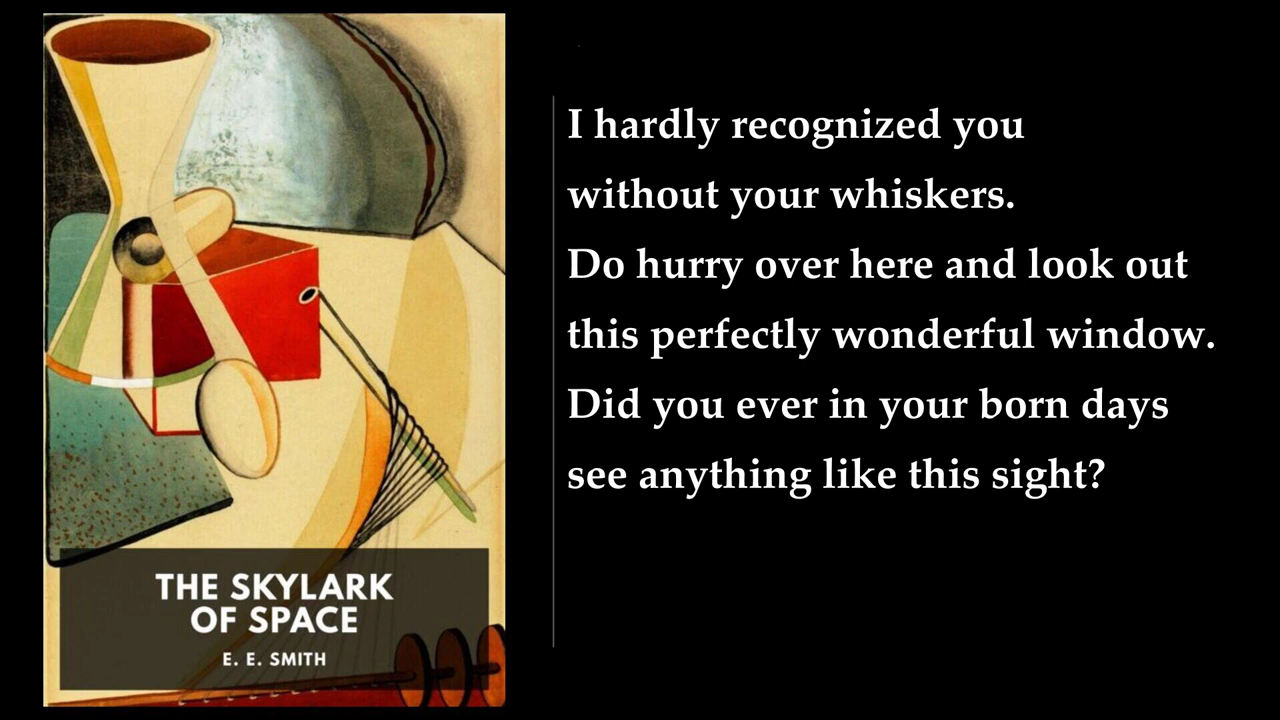 THE SKYLARK
OF SPACE
E. E. SMITH
I hardly recognized you
without your whiskers.
Do hurry over here and look out
this perfectly wonderful window.
Did you ever in your born days
see anything like this sight?